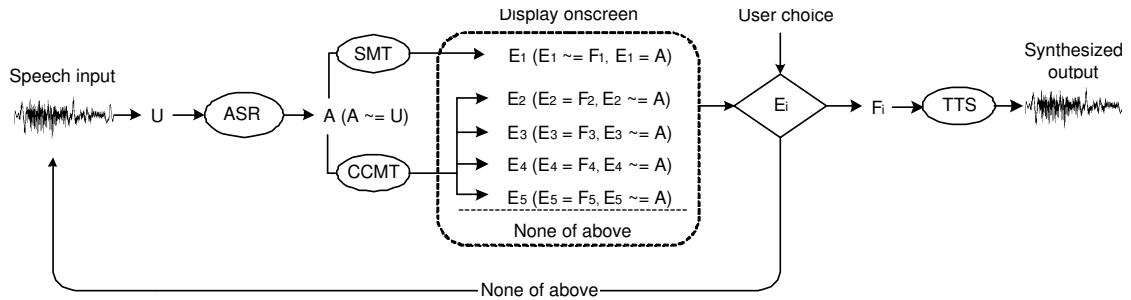 Display onscreen
User choice
Speech input
Synthesized
output
SMT
E1 (E1 ~= F1, E1 = A)
E2 (E2 = F2, E2 ~= A)
U
ASR
A (A ~= U)
E3 (E3 = F3, E3 ~= A)
Ei
Fi
TTS
CCMT
E4 (E4 = F4, E4 ~= A)
E5 (E5 = F5, E5 ~= A)
None of above
None of above